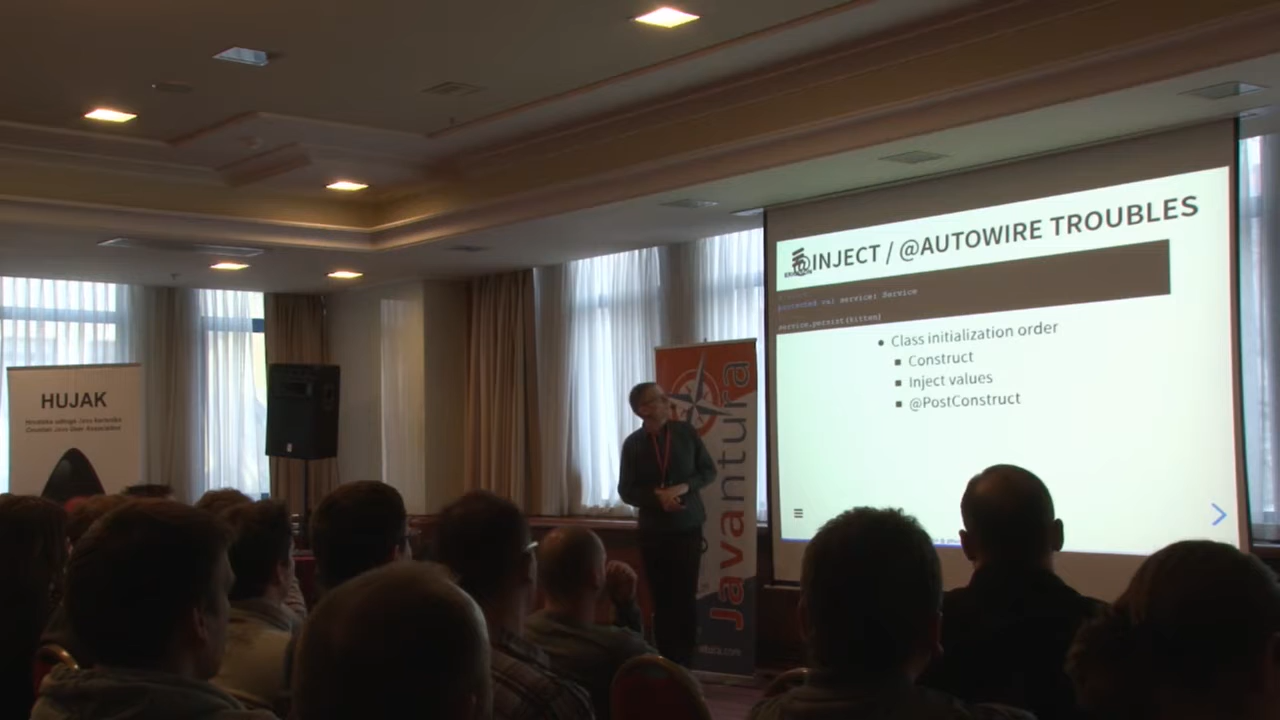 HUJAK
Hrvatska udruga Java korisnika
Croatian Java User Association
Javantura
@INJECT / @AUTOWIRE TROUBLES
protected val service: Service
service.persist(kitten)
• Class initialization order
▪ Construct
▪ Inject values
▪ @PostConstruct